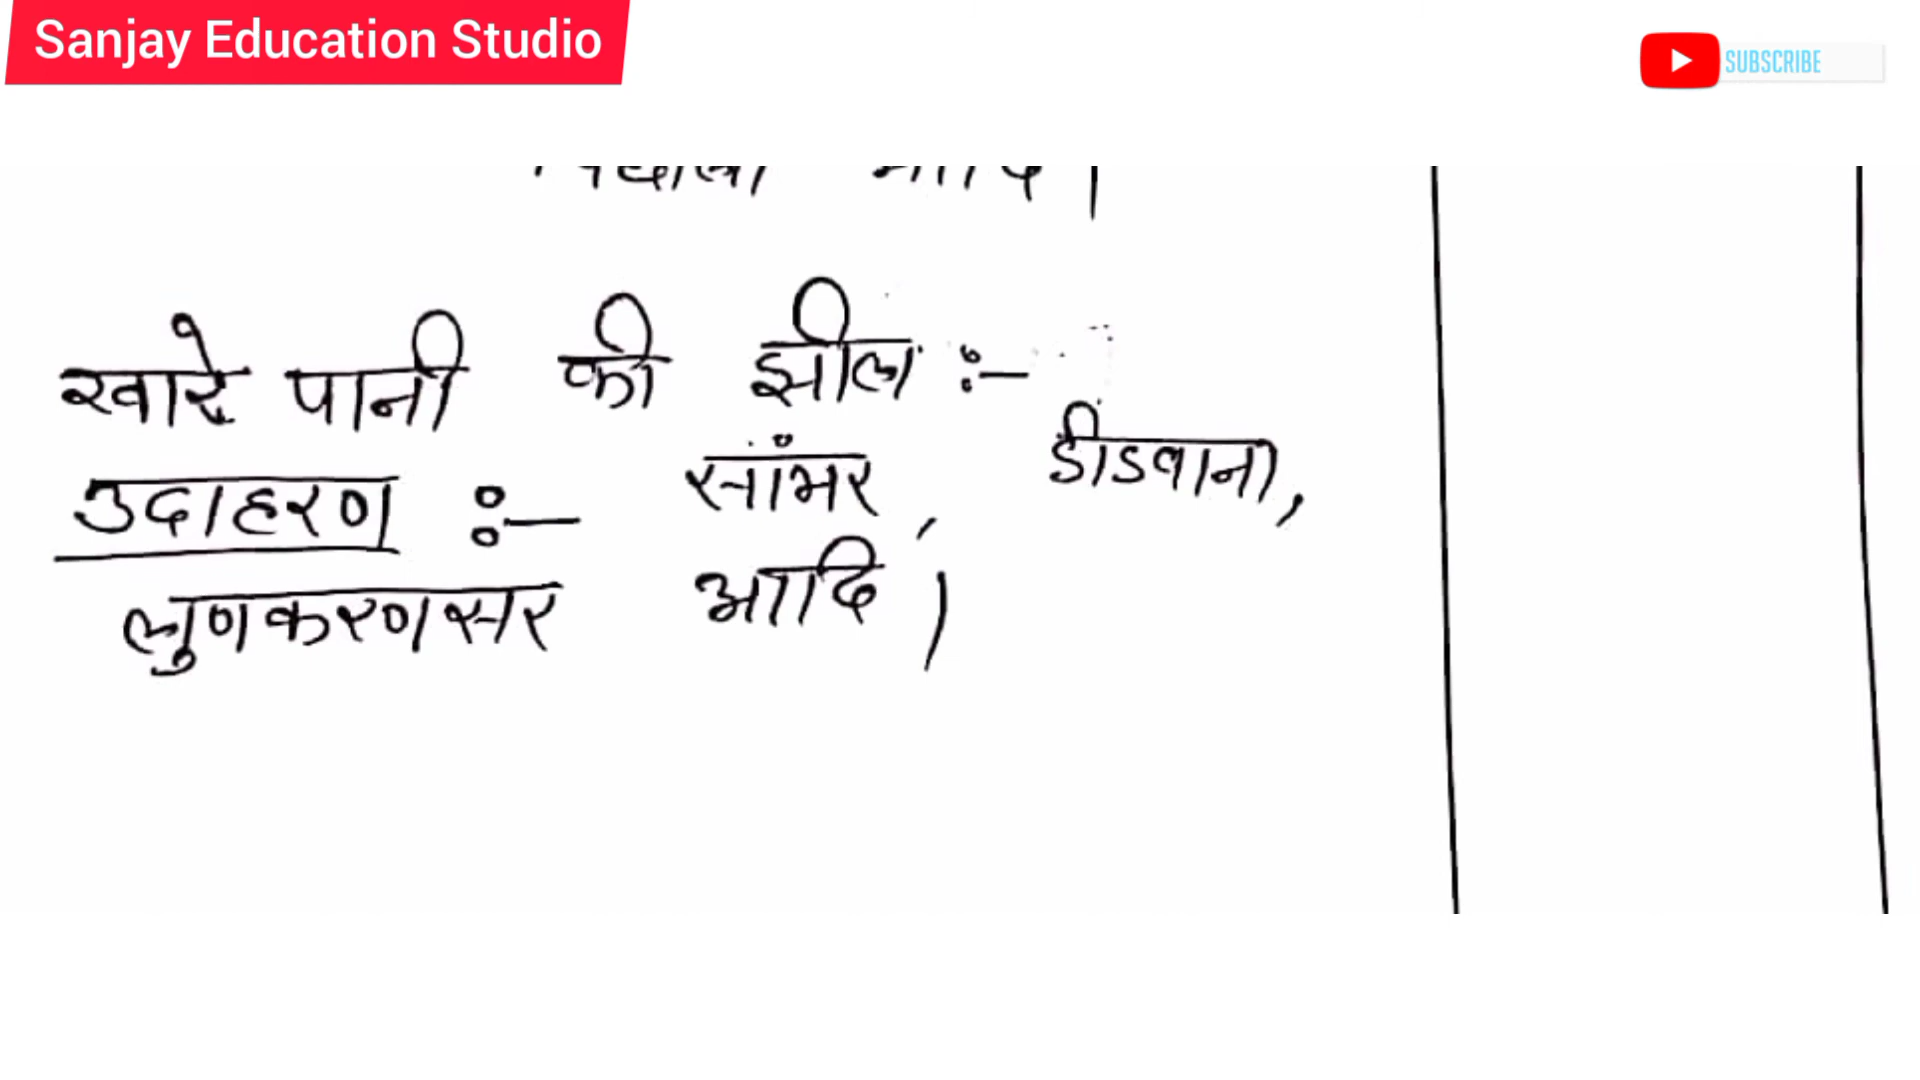 Sanjay Education Studio
SUBSCRIBE
खारे पानी की झील :-
उदाहरण :- सांभर, डीडवाना,
लुणकरणसर आदि।